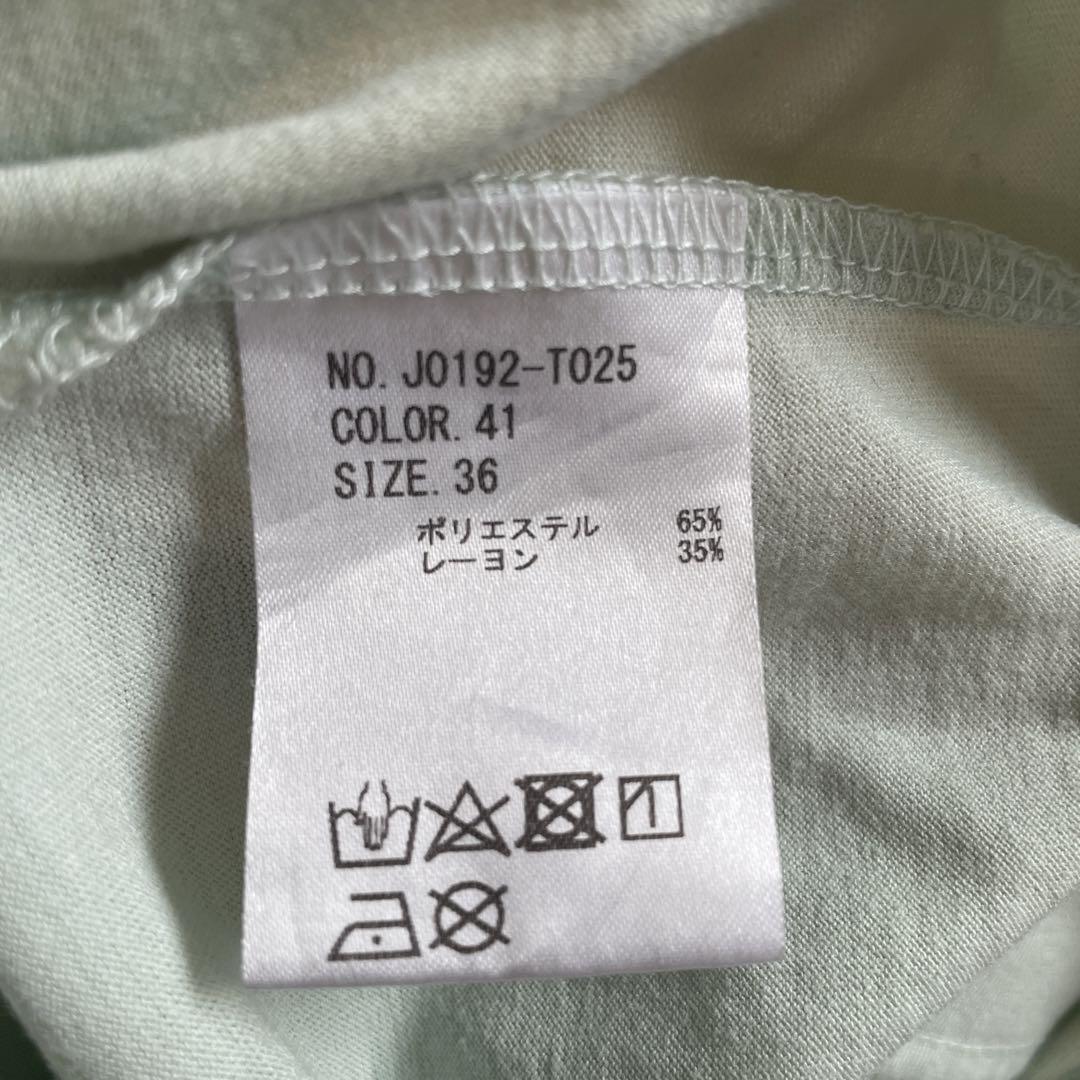 NO. J0192-T025
COLOR. 41
SIZE. 36
ポリエステル 65%
レーヨン 35%